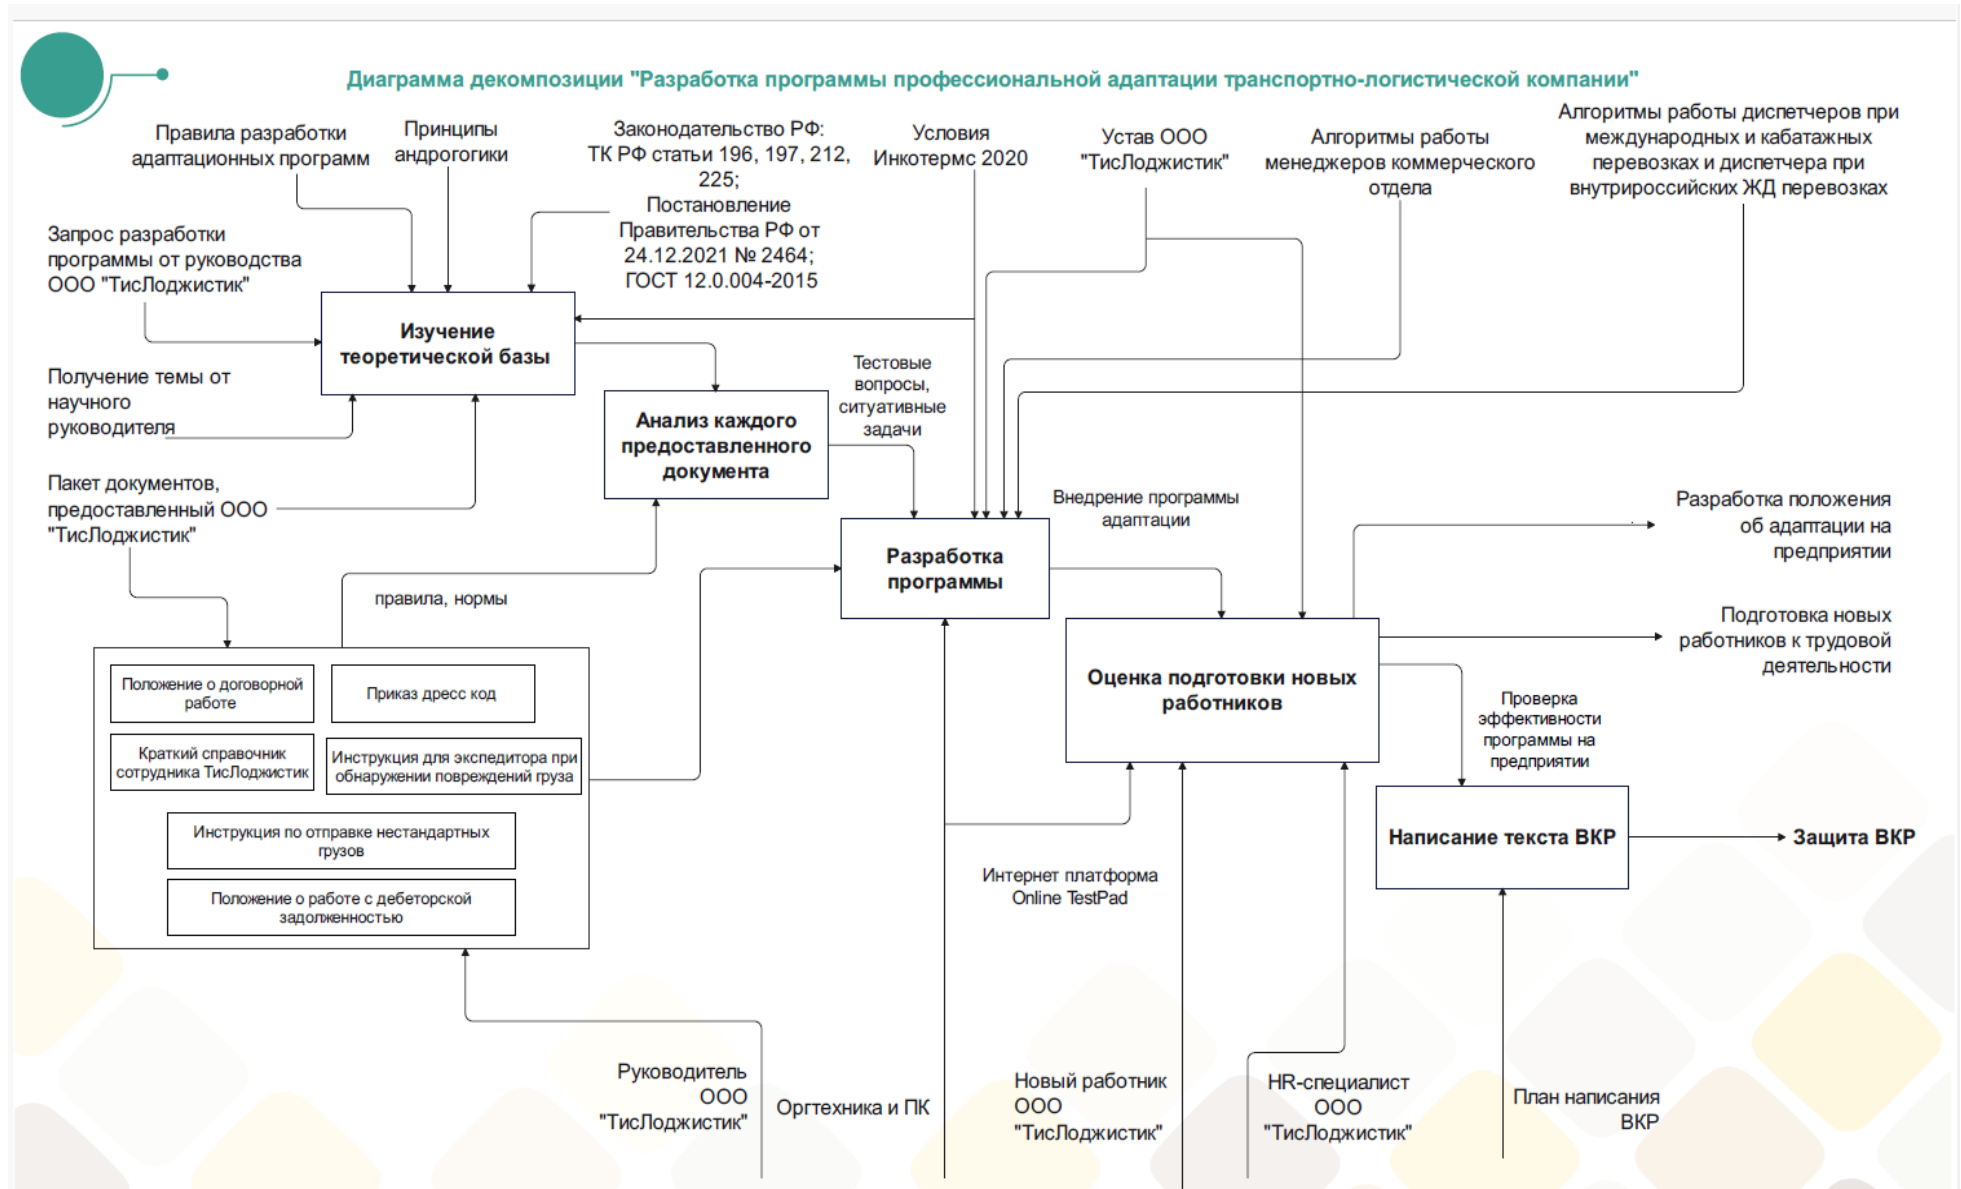 Диаграмма декомпозиции "Разработка программы профессиональной адаптации транспортно-логистической компании"
Правила разработки
адаптационных программ
Принципы
андрогогики
Законодательство РФ:
ТК РФ статьи 196, 197, 212,
225;
Постановление
Правительства РФ от
24.12.2021 № 2464;
ГОСТ 12.0.004-2015
Условия
Инкотермс 2020
Устав ООО
"ТисЛоджистик"
Алгоритмы работы
менеджеров коммерческого
отдела
Алгоритмы работы диспетчеров при
международных и кабатажных
перевозках и диспетчера при
внутрироссийских ЖД перевозках
Запрос разработки
программы от руководства
ООО "ТисЛоджистик"
Изучение
теоретической базы
Получение темы от
научного
руководителя
Анализ каждого
предоставленного
документа
Тестовые
вопросы,
ситуативные
задачи
Пакет документов,
предоставленный ООО
"ТисЛоджистик"
правила, нормы
Разработка
программы
Внедрение программы
адаптации
Разработка положения
об адаптации на
предприятии
Подготовка новых
работников к трудовой
деятельности
Оценка подготовки новых
работников
Положение о договорной
работе
Приказ дресс код
Краткий справочник
сотрудника ТисЛоджистик
Инструкция для экспедитора при
обнаружении повреждений груза
Инструкция по отправке нестандартных
грузов
Положение о работе с дебеторской
задолженностью
Проверка
эффективности
программы на
предприятии
Написание текста ВКР
Защита ВКР
Интернет платформа
Online TestPad
Руководитель
ООО
"ТисЛоджистик"
Оргтехника и ПК
Новый работник
ООО
"ТисЛоджистик"
HR-специалист
ООО
"ТисЛоджистик"
План написания
ВКР